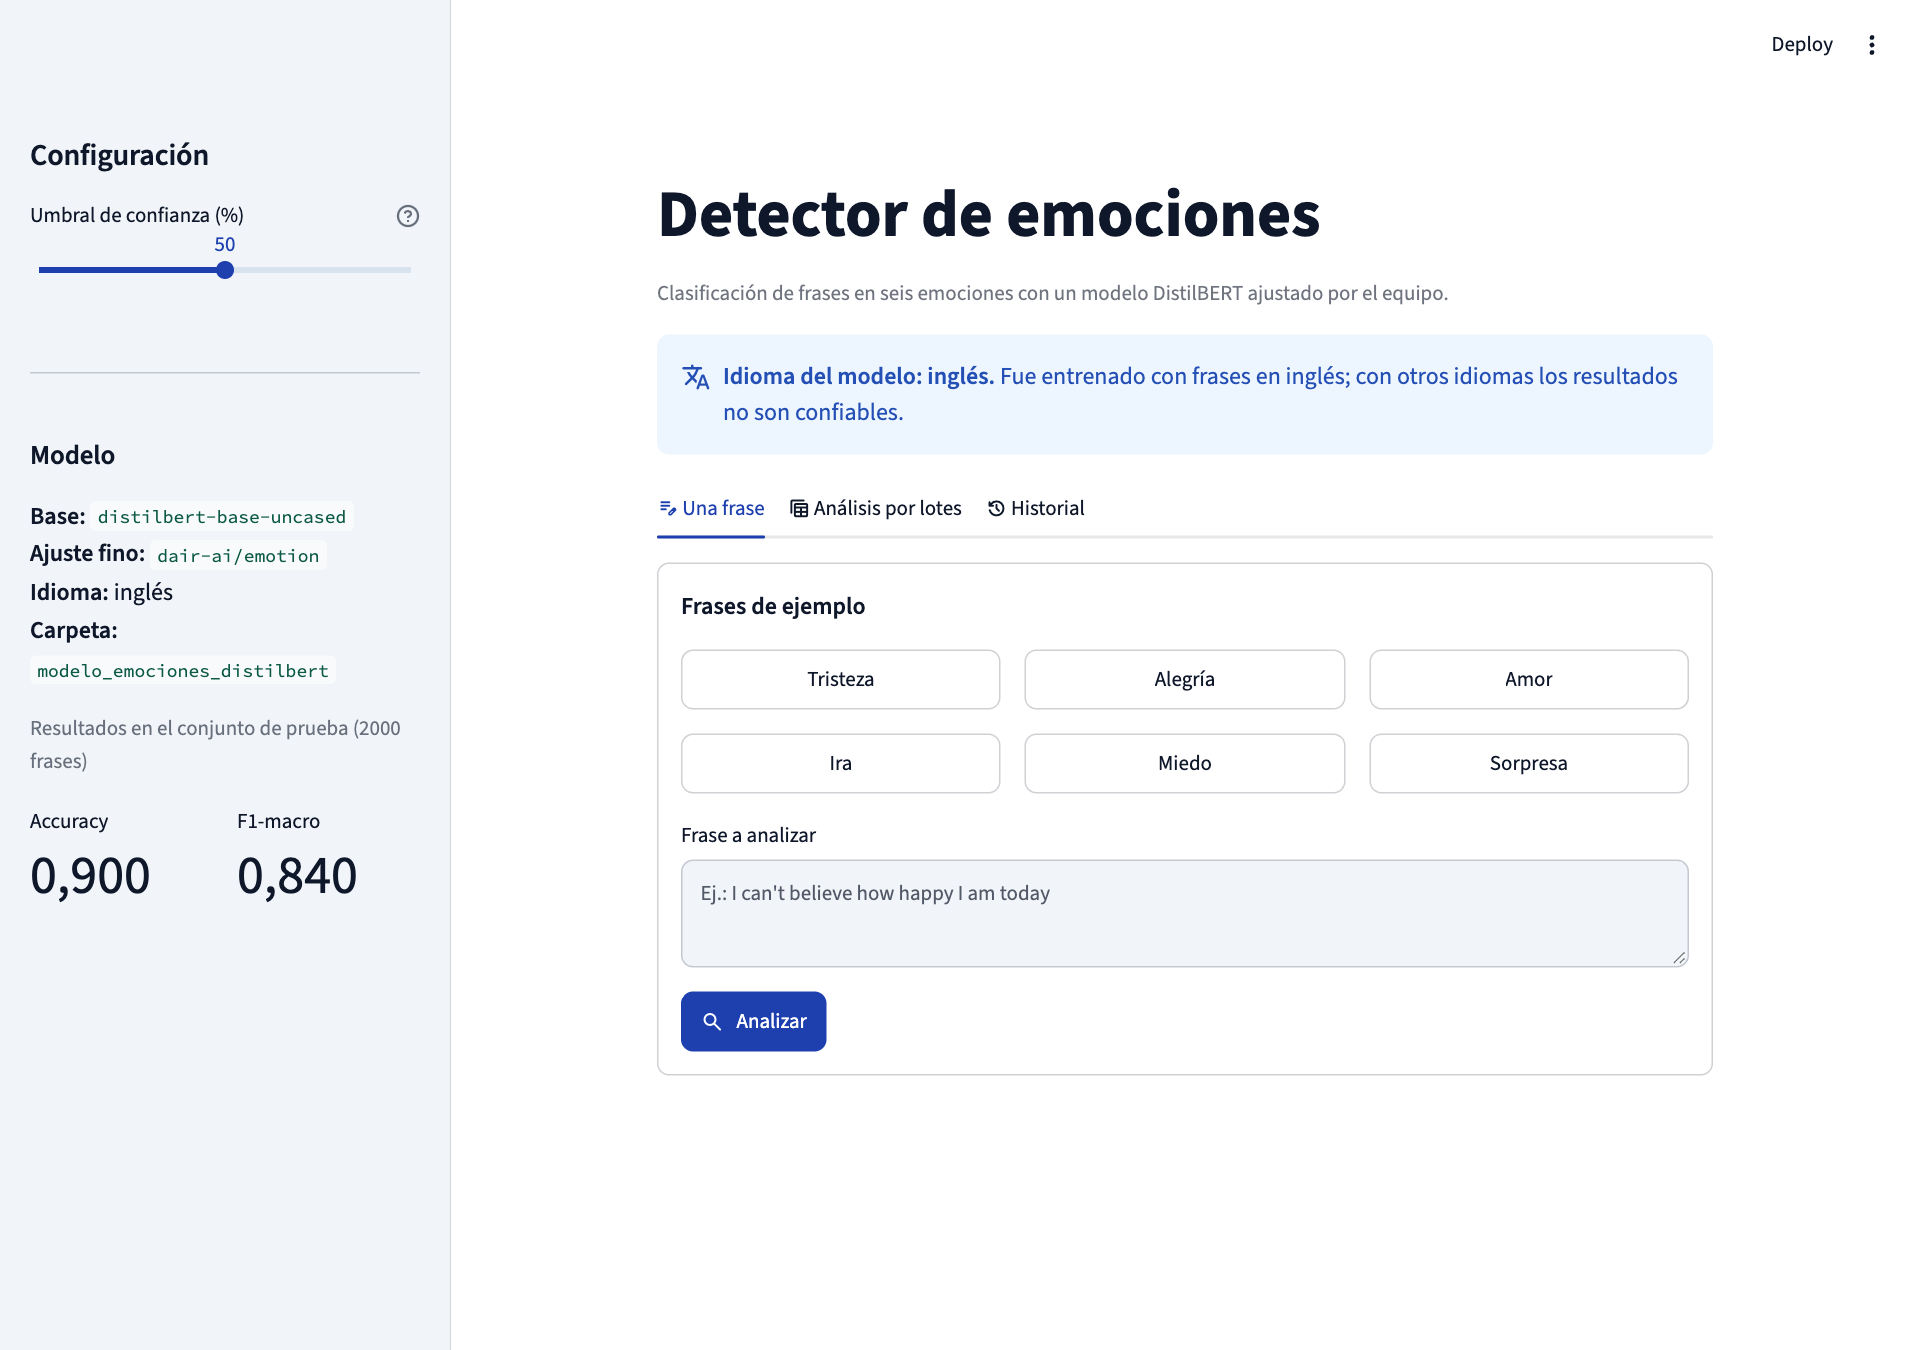 Deploy
Configuración
Umbral de confianza (%)
50
Modelo
Base: distilbert-base-uncased
Ajuste fino: dair-ai/emotion
Idioma: inglés
Carpeta:
modelo_emociones_distilbert
Resultados en el conjunto de prueba (2000
frases)
Accuracy F1-macro
0,900 0,840
Detector de emociones
Clasificación de frases en seis emociones con un modelo DistilBERT ajustado por el equipo.
Idioma del modelo: inglés. Fue entrenado con frases en inglés; con otros idiomas los resultados
no son confiables.
Una frase Análisis por lotes Historial
Frases de ejemplo
Tristeza Alegría Amor
Ira Miedo Sorpresa
Frase a analizar
Ej.: I can't believe how happy I am today
Analizar